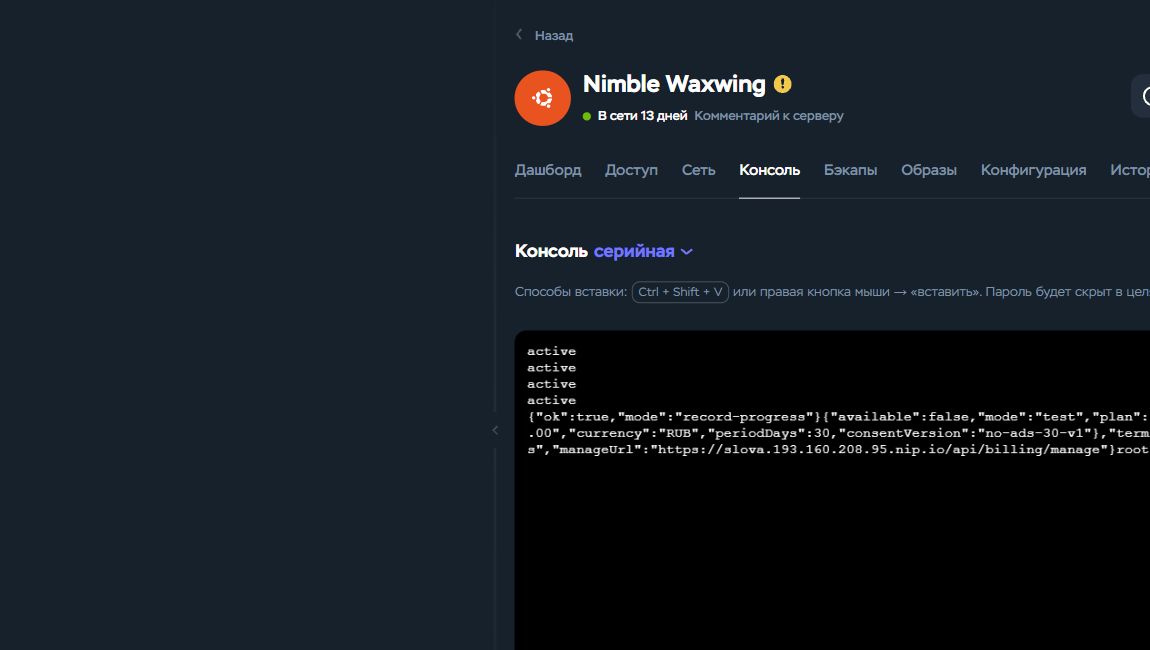 Назад
Nimble Waxwing
В сети 13 дней Комментарий к серверу
Дашборд Доступ Сеть Консоль Бэкапы Образы Конфигурация Истор
Консоль серийная
Способы вставки: Ctrl + Shift + V или правая кнопка мыши → «вставить». Пароль будет скрыт в цел
active
active
active
active
{"ok":true,"mode":"record-progress"}{"available":false,"mode":"test","plan":
.00","currency":"RUB","periodDays":30,"consentVersion":"no-ads-30-v1"},"term
s","manageUrl":"https://slova.193.160.208.95.nip.io/api/billing/manage"}root